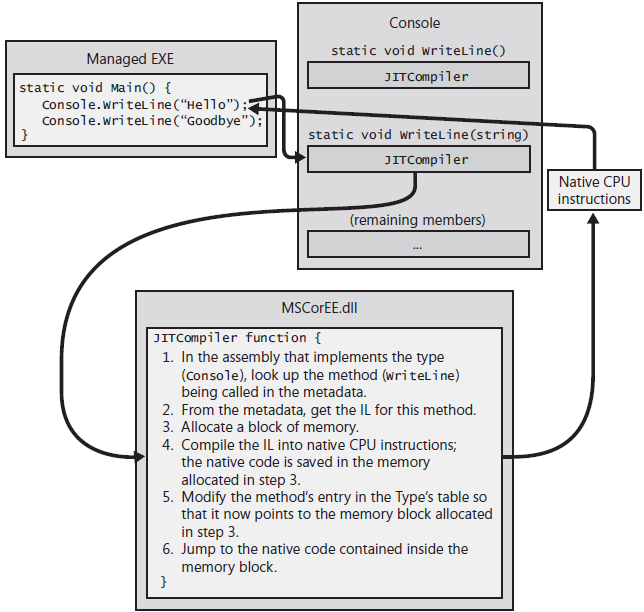 Managed EXE
static void Main() {
Console.WriteLine(“Hello”);
Console.WriteLine(“Goodbye”);
}
Console
static void WriteLine()
JITCompiler
static void WriteLine(string)
JITCompiler
(remaining members)
...
Native CPU
instructions
MSCorEE.dll
JITCompiler function {
1. In the assembly that implements the type
(Console), look up the method (WriteLine)
being called in the metadata.
2. From the metadata, get the IL for this method.
3. Allocate a block of memory.
4. Compile the IL into native CPU instructions;
the native code is saved in the memory
allocated in step 3.
5. Modify the method’s entry in the Type’s table so
that it now points to the memory block allocated
in step 3.
6. Jump to the native code contained inside the
memory block.
}